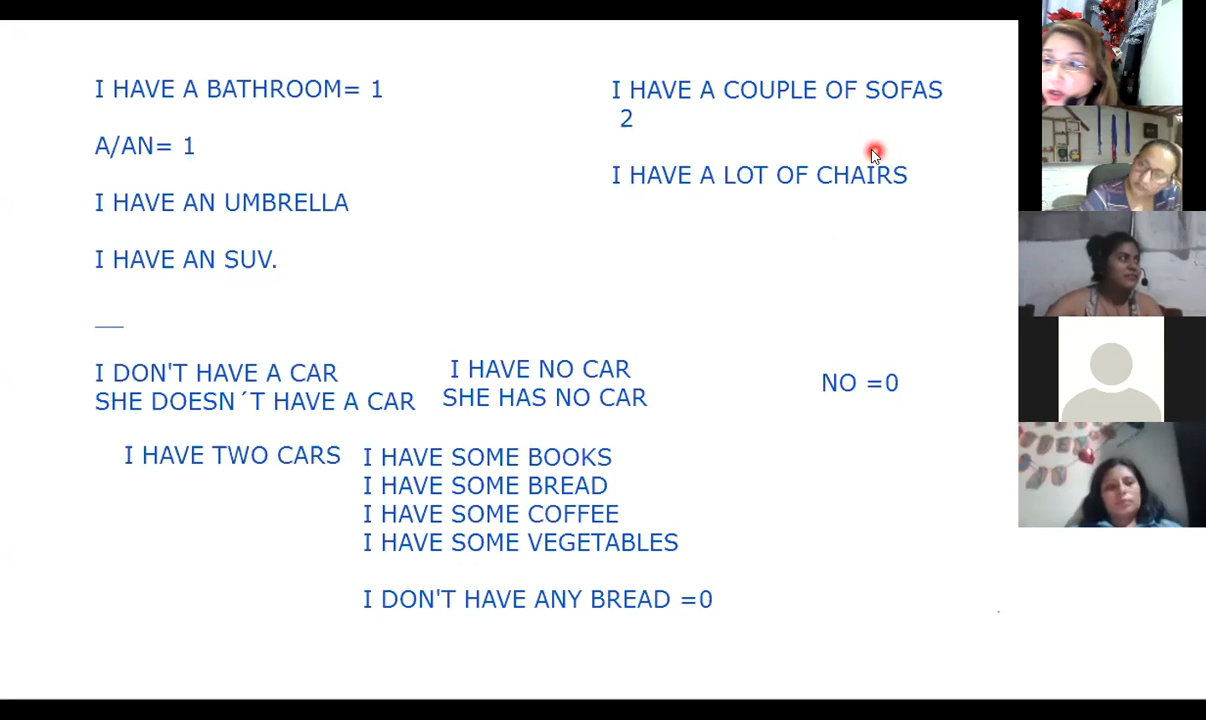 I HAVE A BATHROOM= 1
A/AN= 1
I HAVE AN UMBRELLA
I HAVE AN SUV.
I HAVE A COUPLE OF SOFAS
2
I HAVE A LOT OF CHAIRS
__
I DON'T HAVE A CAR
SHE DOESN´T HAVE A CAR
I HAVE NO CAR
SHE HAS NO CAR
NO =0
I HAVE TWO CARS
I HAVE SOME BOOKS
I HAVE SOME BREAD
I HAVE SOME COFFEE
I HAVE SOME VEGETABLES
I DON'T HAVE ANY BREAD =0